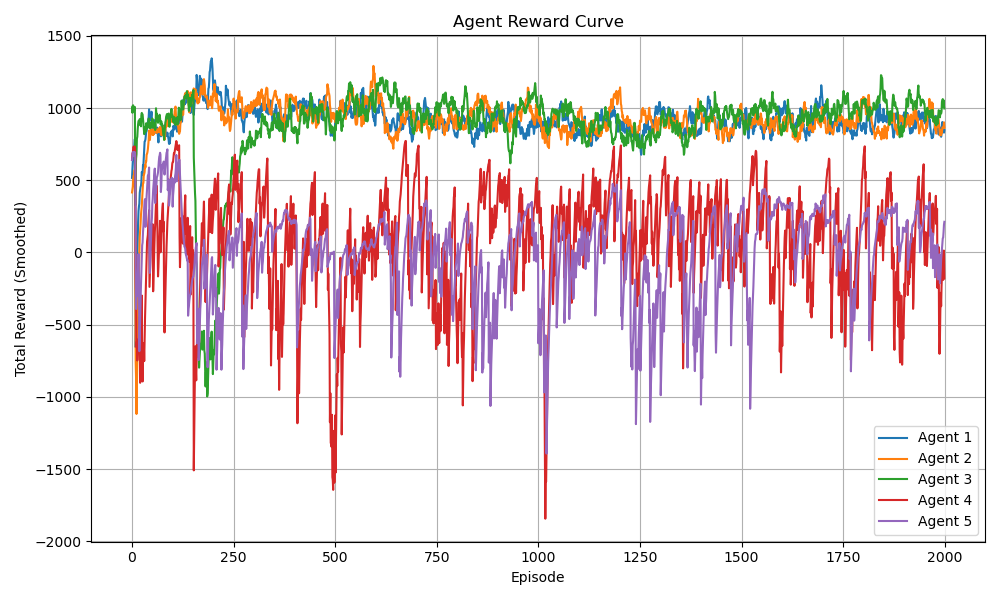 Agent Reward Curve
Total Reward (Smoothed)
1500
1000
500
0
−500
−1000
−1500
−2000
0
250
500
750
1000
1250
1500
1750
2000
Episode
Agent 1
Agent 2
Agent 3
Agent 4
Agent 5